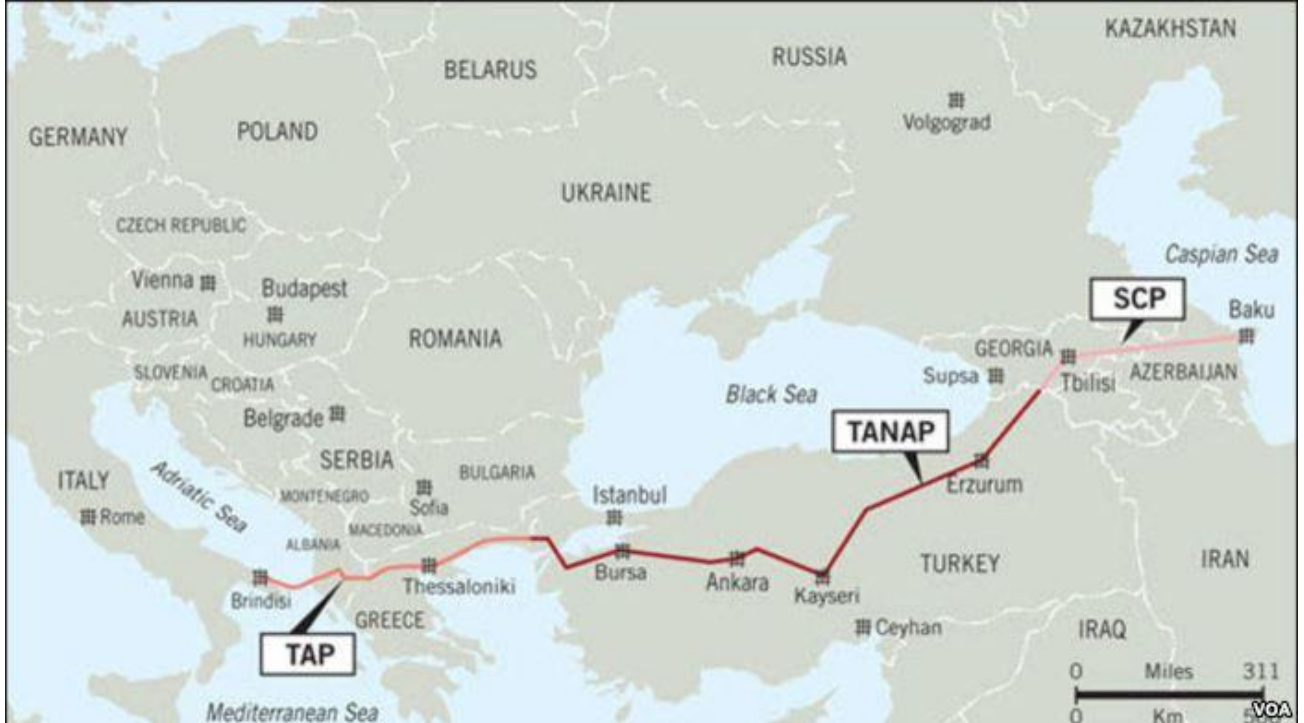 KAZAKHSTAN
RUSSIA
BELARUS
Volgograd
GERMANY
POLAND
UKRAINE
CZECH REPUBLIC
Caspian Sea
Vienna
Budapest
SCP
Baku
AUSTRIA
HUNGARY
ROMANIA
GEORGIA
SLOVENIA
CROATIA
Supsa
Tbilisi
AZERBAIJAN
Black Sea
Belgrade
TANAP
SERBIA
BULGARIA
ITALY
Adriatic Sea
MONTENEGRO
Sofia
Istanbul
Erzurum
Rome
MACEDONIA
ALBANIA
TURKEY
IRAN
Brindisi
Thessaloniki
Bursa
Ankara
Kayseri
GREECE
Ceyhan
IRAQ
TAP
0 Miles 311
Mediterranean Sea
0 Km
VOA